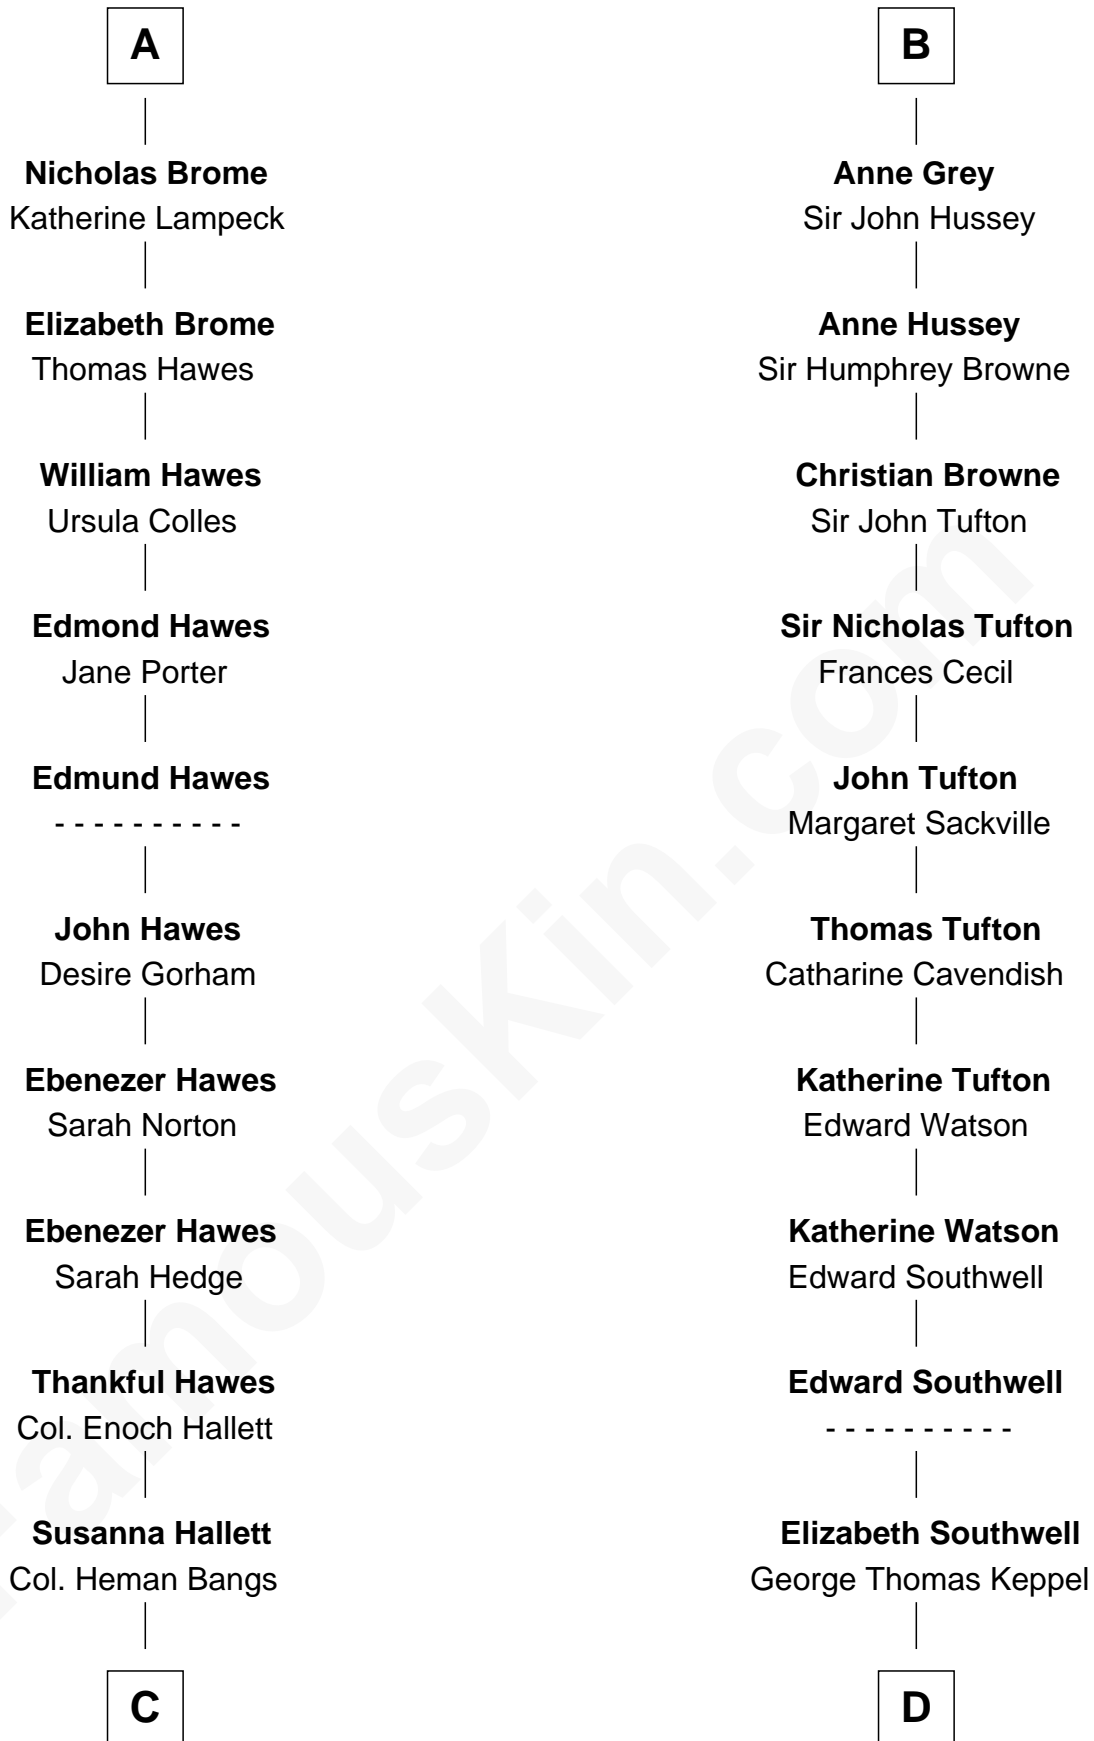 A
Nicholas Brome
Katherine Lampeck
Elizabeth Brome
Thomas Hawes
William Hawes
Ursula Colles
Edmond Hawes
Jane Porter
Edmund Hawes
- - - - - - - - - -
John Hawes
Desire Gorham
Ebenezer Hawes
Sarah Norton
Ebenezer Hawes
Sarah Hedge
Thankful Hawes
Col. Enoch Hallett
Susanna Hallett
Col. Heman Bangs
C
B
Anne Grey
Sir John Hussey
Anne Hussey
Sir Humphrey Browne
Christian Browne
Sir John Tufton
Sir Nicholas Tufton
Frances Cecil
John Tufton
Margaret Sackville
Thomas Tufton
Catharine Cavendish
Katherine Tufton
Edward Watson
Katherine Watson
Edward Southwell
Edward Southwell
- - - - - - - - - -
Elizabeth Southwell
George Thomas Keppel
D
FamousKin.com